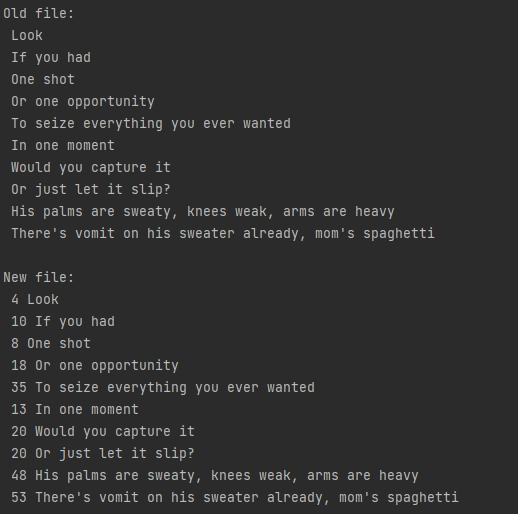 Old file:
Look
If you had
One shot
Or one opportunity
To seize everything you ever wanted
In one moment
Would you capture it
Or just let it slip?
His palms are sweaty, knees weak, arms are heavy
There's vomit on his sweater already, mom's spaghetti
New file:
4 Look
10 If you had
8 One shot
18 Or one opportunity
35 To seize everything you ever wanted
13 In one moment
20 Would you capture it
20 Or just let it slip?
48 His palms are sweaty, knees weak, arms are heavy
53 There's vomit on his sweater already, mom's spaghetti